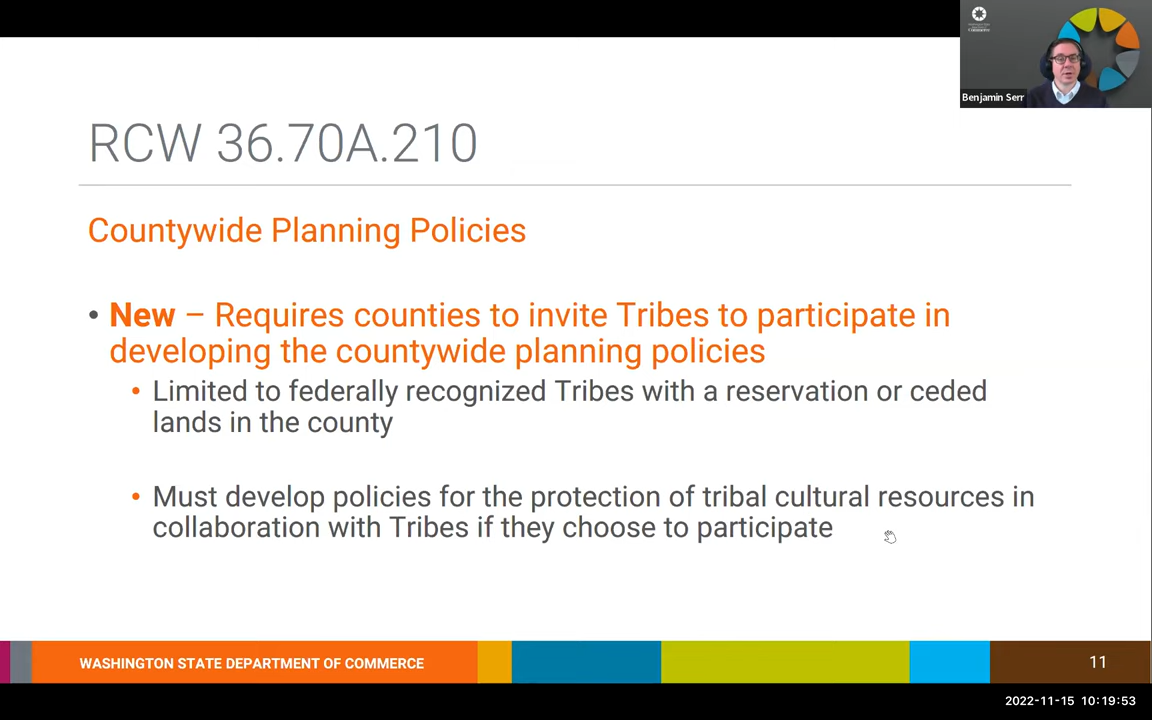 Benjamin Serr
RCW 36.70A.210
Countywide Planning Policies
• New – Requires counties to invite Tribes to participate in
developing the countywide planning policies
• Limited to federally recognized Tribes with a reservation or ceded
lands in the county
• Must develop policies for the protection of tribal cultural resources in
collaboration with Tribes if they choose to participate
WASHINGTON STATE DEPARTMENT OF COMMERCE
11
2022-11-15 10:19:53